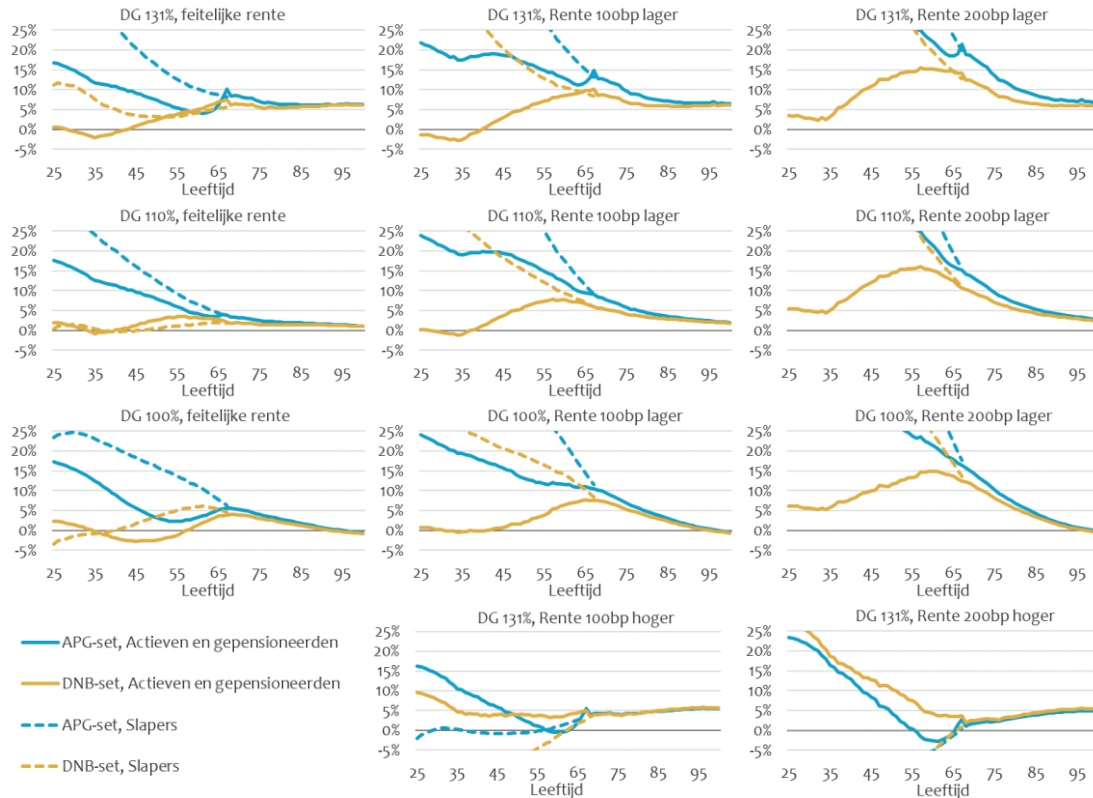 DG 131%, feitelijke rente
25%
20%
15%
10%
5%
0%
-5%
25 35 45 55 65 75 85 95
Leeftijd
DG 131%, Rente 100bp lager
25%
20%
15%
10%
5%
0%
-5%
25 35 45 55 65 75 85 95
Leeftijd
DG 131%, Rente 200bp lager
25%
20%
15%
10%
5%
0%
-5%
25 35 45 55 65 75 85 95
Leeftijd
DG 110%, feitelijke rente
25%
20%
15%
10%
5%
0%
-5%
25 35 45 55 65 75 85 95
Leeftijd
DG 110%, Rente 100bp lager
25%
20%
15%
10%
5%
0%
-5%
25 35 45 55 65 75 85 95
Leeftijd
DG 110%, Rente 200bp lager
25%
20%
15%
10%
5%
0%
-5%
25 35 45 55 65 75 85 95
Leeftijd
DG 100%, feitelijke rente
25%
20%
15%
10%
5%
0%
-5%
25 35 45 55 65 75 85 95
Leeftijd
DG 100%, Rente 100bp lager
25%
20%
15%
10%
5%
0%
-5%
25 35 45 55 65 75 85 95
Leeftijd
DG 100%, Rente 200bp lager
25%
20%
15%
10%
5%
0%
-5%
25 35 45 55 65 75 85 95
Leeftijd
APG-set, Actieven en gepensioneerden
DNB-set, Actieven en gepensioneerden
APG-set, Slapers
DNB-set, Slapers
DG 131%, Rente 100bp hoger
25%
20%
15%
10%
5%
0%
-5%
25 35 45 55 65 75 85 95
Leeftijd
DG 131%, Rente 200bp hoger
25%
20%
15%
10%
5%
0%
-5%
25 35 45 55 65 75 85 95
Leeftijd